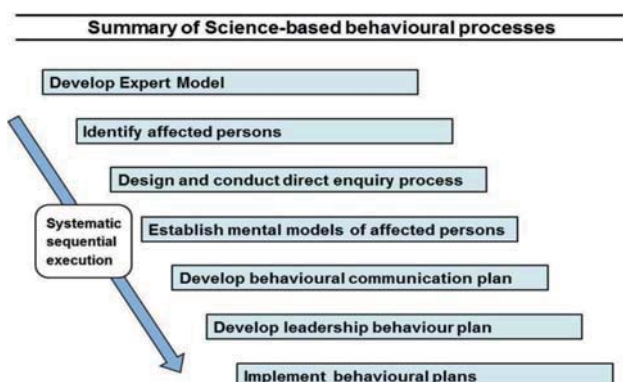 Summary of Science-based behavioural processes
Develop Expert Model
Identify affected persons
Design and conduct direct enquiry process
Systematic
sequential
execution
Establish mental models of affected persons
Develop behavioural communication plan
Develop leadership behaviour plan
Implement behavioural plans